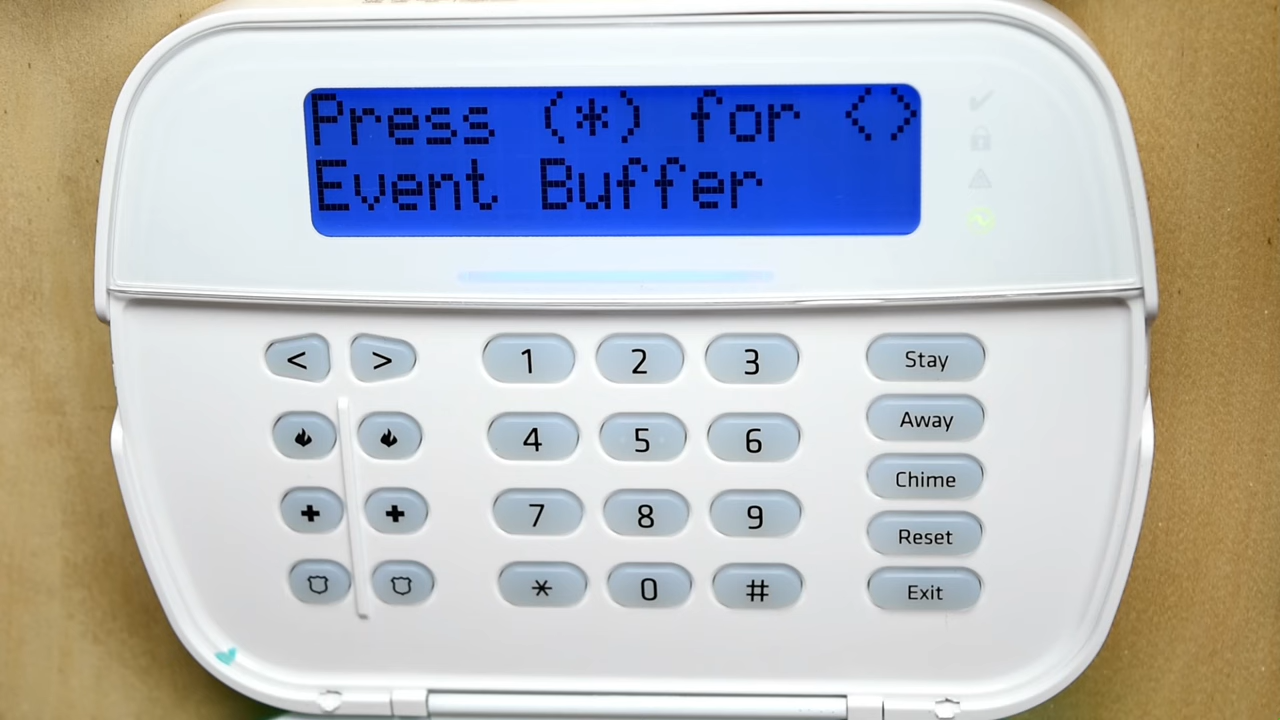 Press (*) for <>
Event Buffer
< > 1 2 3 Stay
4 5 6 Away
Chime
7 8 9
Reset
* 0 # Exit